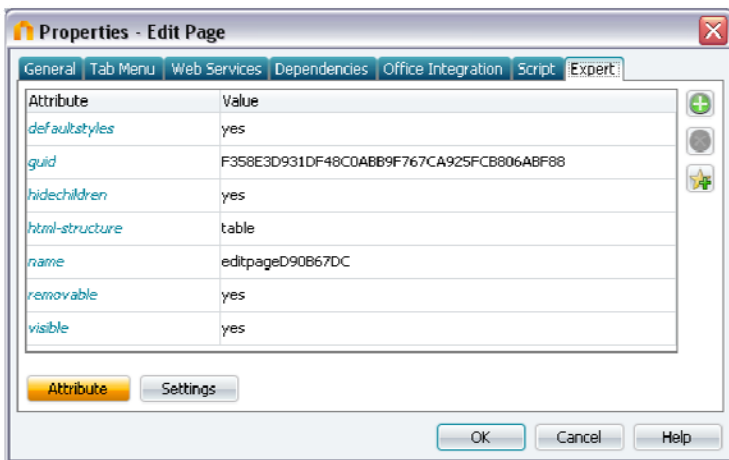 Properties - Edit Page
General Tab Menu Web Services Dependencies Office Integration Script Expert
Attribute Value
defaultstyles yes
guid F358E3D931DF48C0ABB9F767CA925FCB806ABF88
hidechildren yes
html-structure table
name editpageD90B67DC
removable yes
visible yes
Attribute Settings
OK Cancel Help